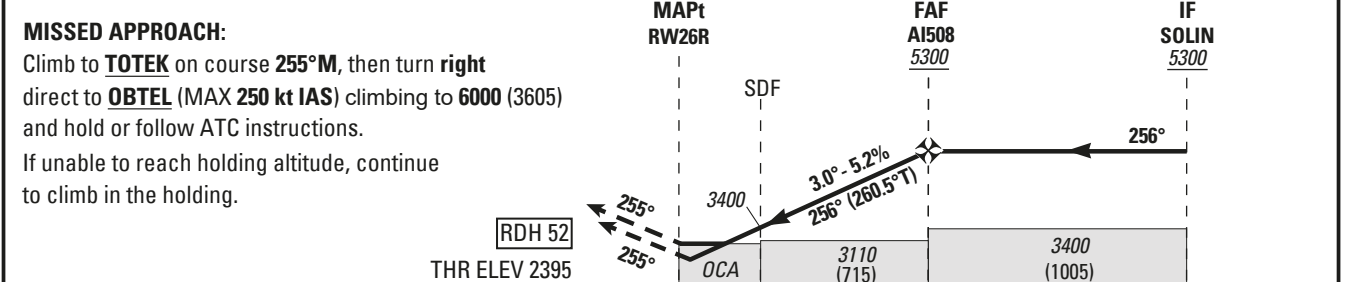 MISSED APPROACH:
Climb to TOTEK on course 255°M, then turn right
direct to OBTEL (MAX 250 kt IAS) climbing to 6000 (3605)
and hold or follow ATC instructions.
If unable to reach holding altitude, continue
to climb in the holding.
MAPt
RW26R
FAF
AI508
5300
IF
SOLIN
5300
SDF
256°
3.0° - 5.2%
256° (260.5°T)
3400
255°
255°
RDH 52
THR ELEV 2395
OCA
3110
(715)
3400
(1005)